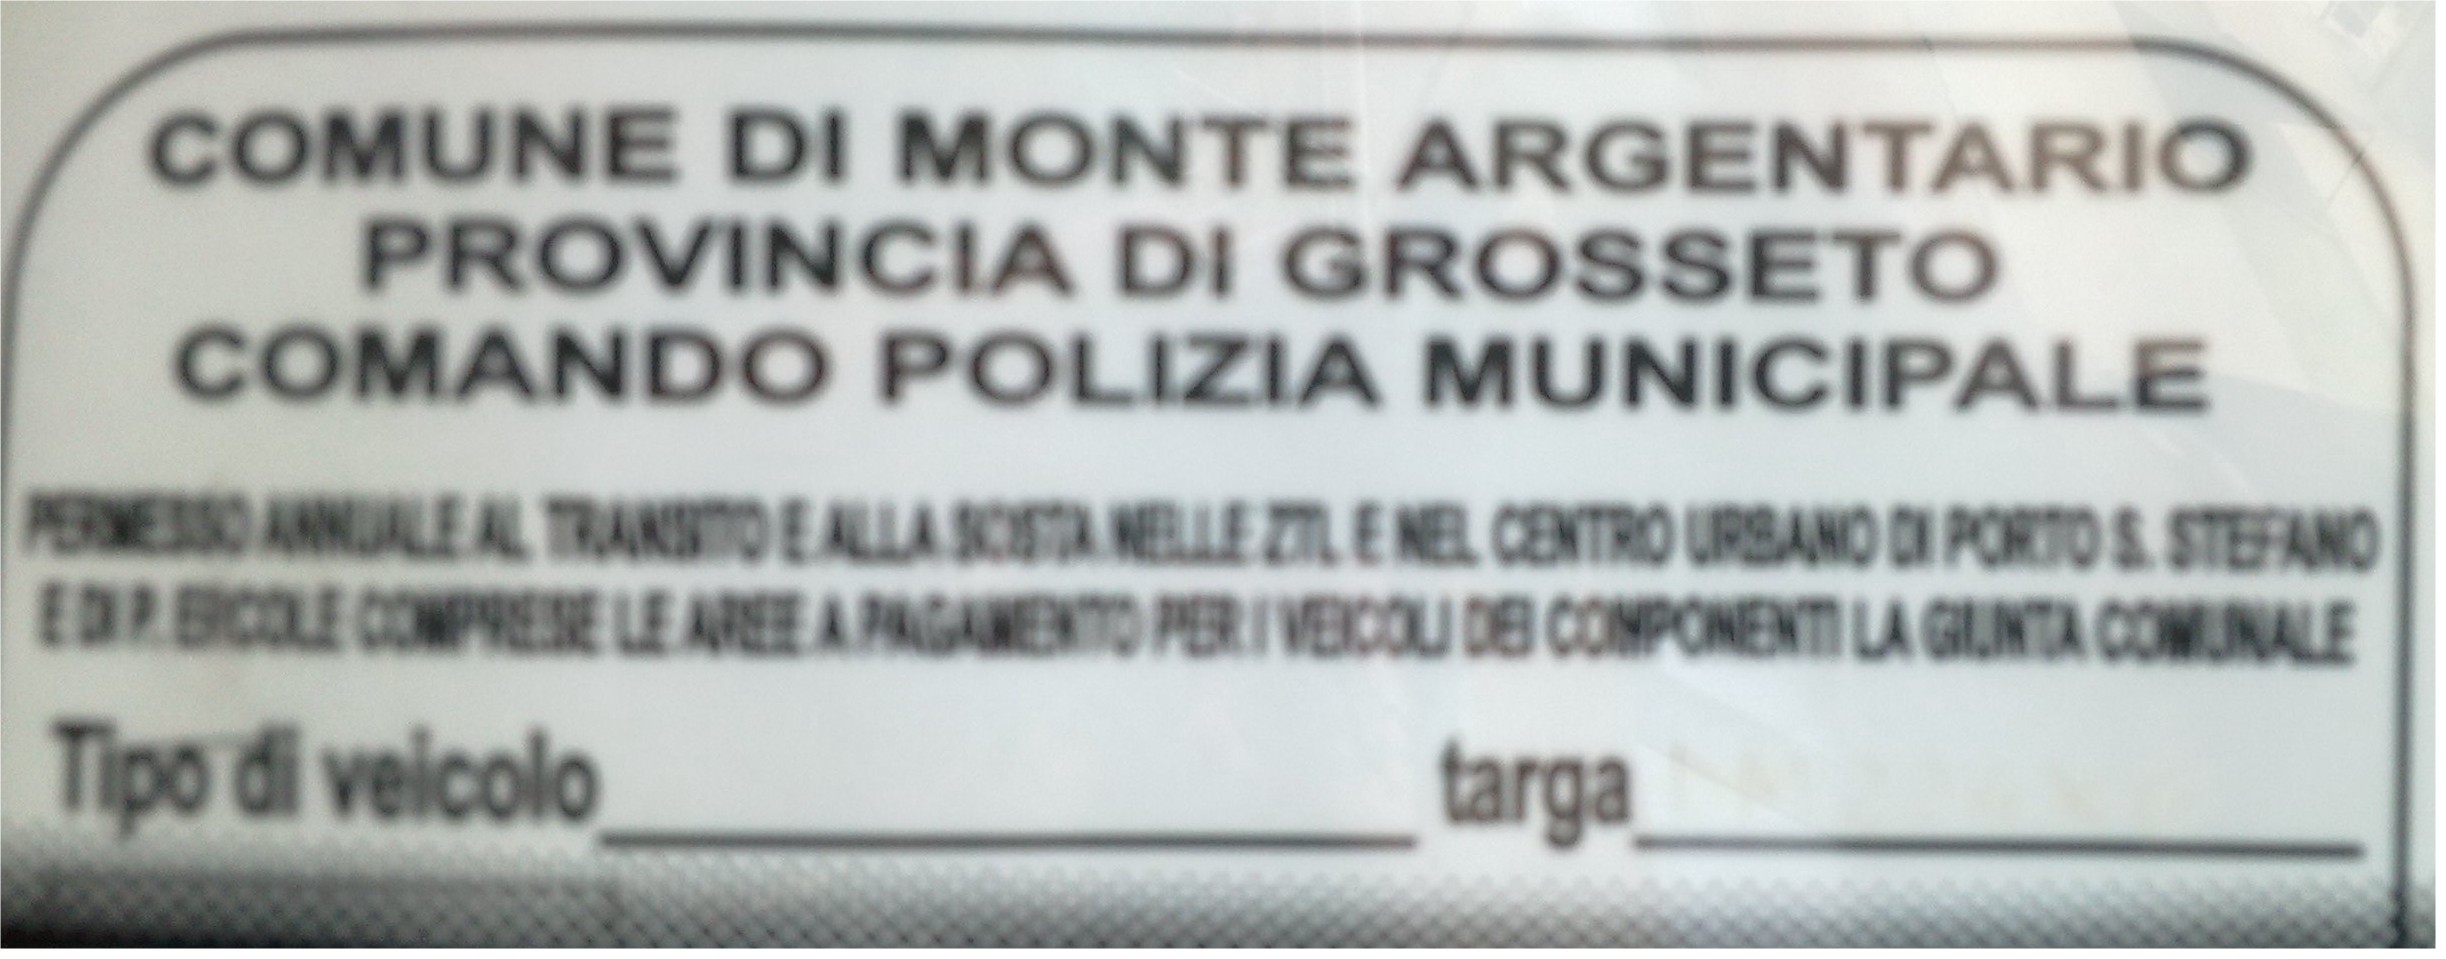 COMUNE DI MONTE ARGENTARIO
PROVINCIA DI GROSSETO
COMANDO POLIZIA MUNICIPALE
PERMESSO ANNUALE AL TRANSITO E ALLA SOSTA NELLE ZTL E NEL CENTRO URBANO DI PORTO S. STEFANO
E DI P. ERCOLE COMPRESE LE AREE A PAGAMENTO PER I VEICOLI DEI COMPONENTI LA GIUNTA COMUNALE
Tipo di veicolo targa